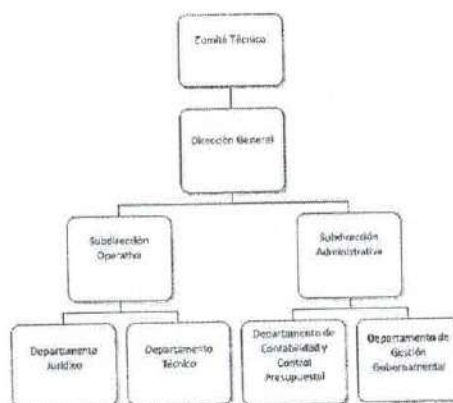 Comité Técnico
Dirección General
Subdirección
Operativa
Subdirección
Administrativa
Departamento
Jurídico
Departamento
Técnico
Departamento de
Contabilidad y
Control
Presupuestal
Departamento de
Gestión
Gubernamental